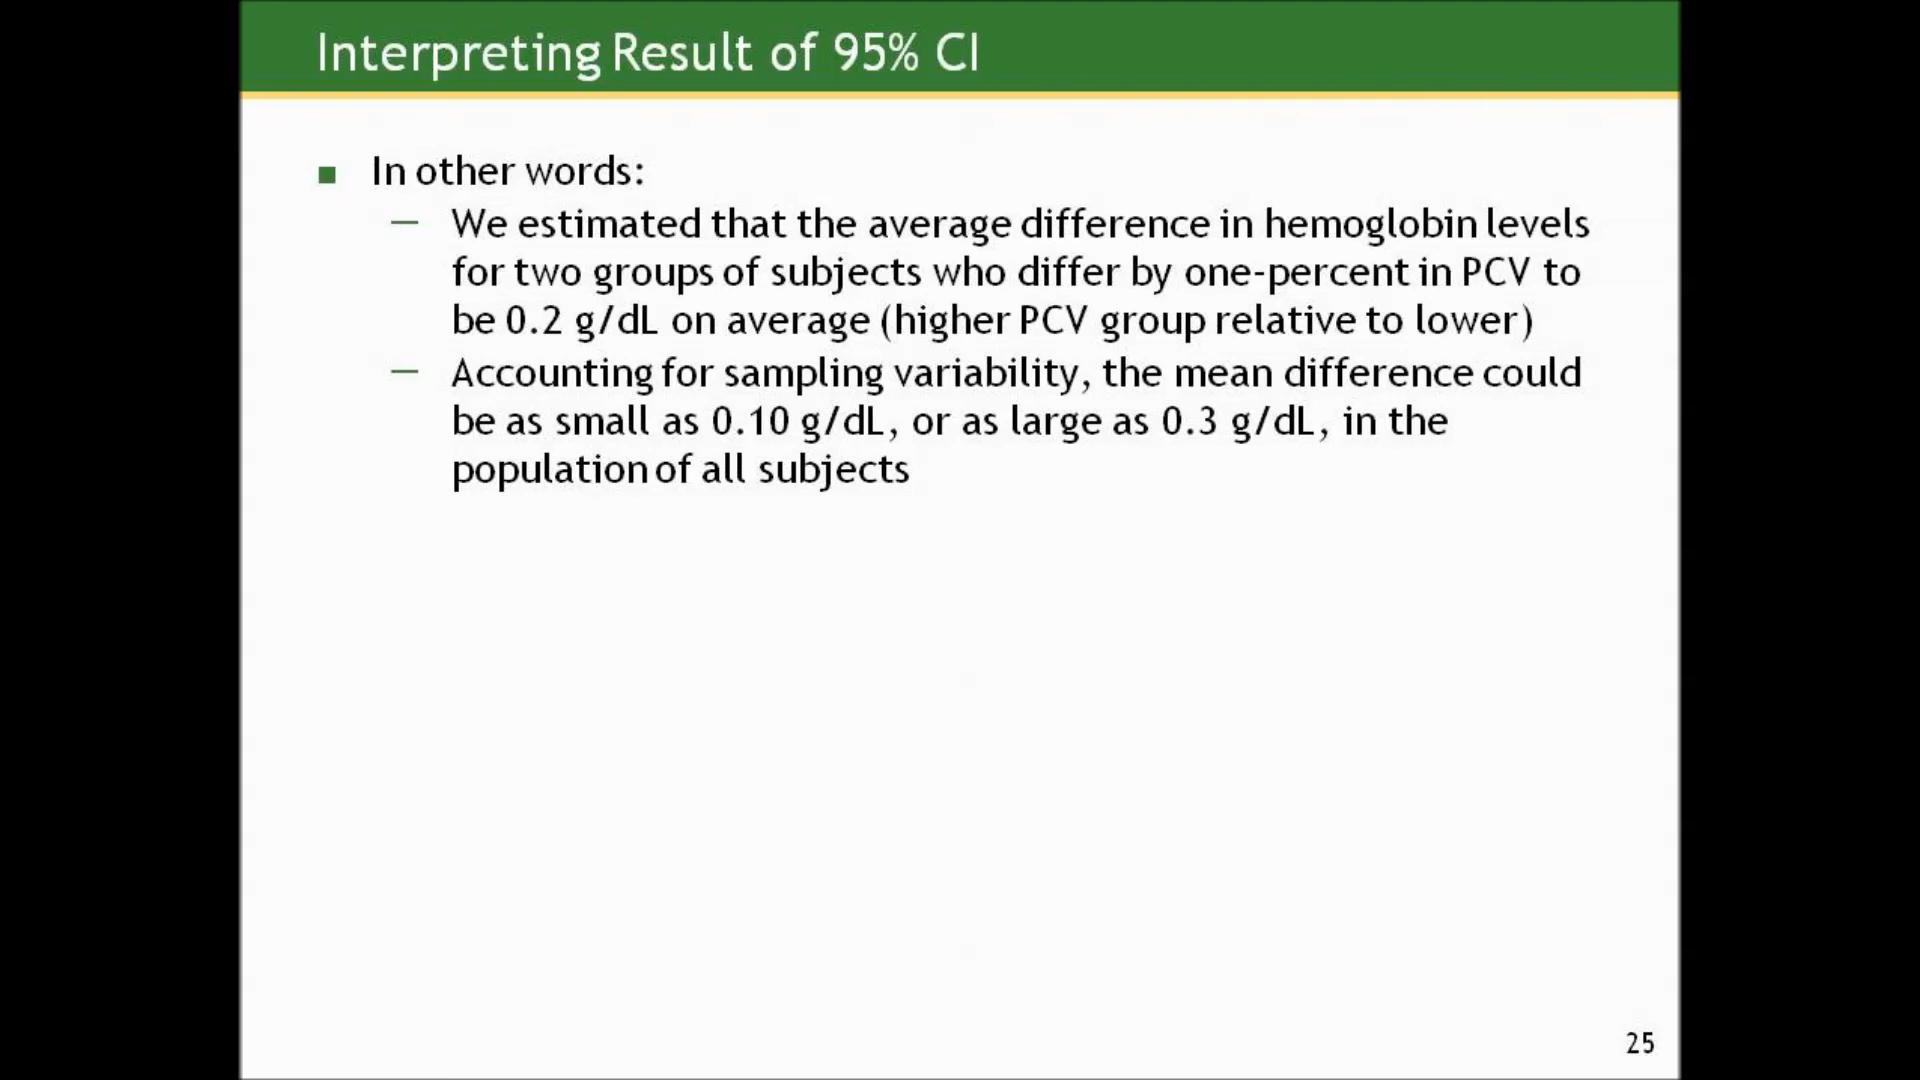 Interpreting Result of 95% CI
In other words:
We estimated that the average difference in hemoglobin levels
for two groups of subjects who differ by one-percent in PCV to
be 0.2 g/dL on average (higher PCV group relative to lower)
Accounting for sampling variability, the mean difference could
be as small as 0.10 g/dL, or as large as 0.3 g/dL, in the
population of all subjects
25